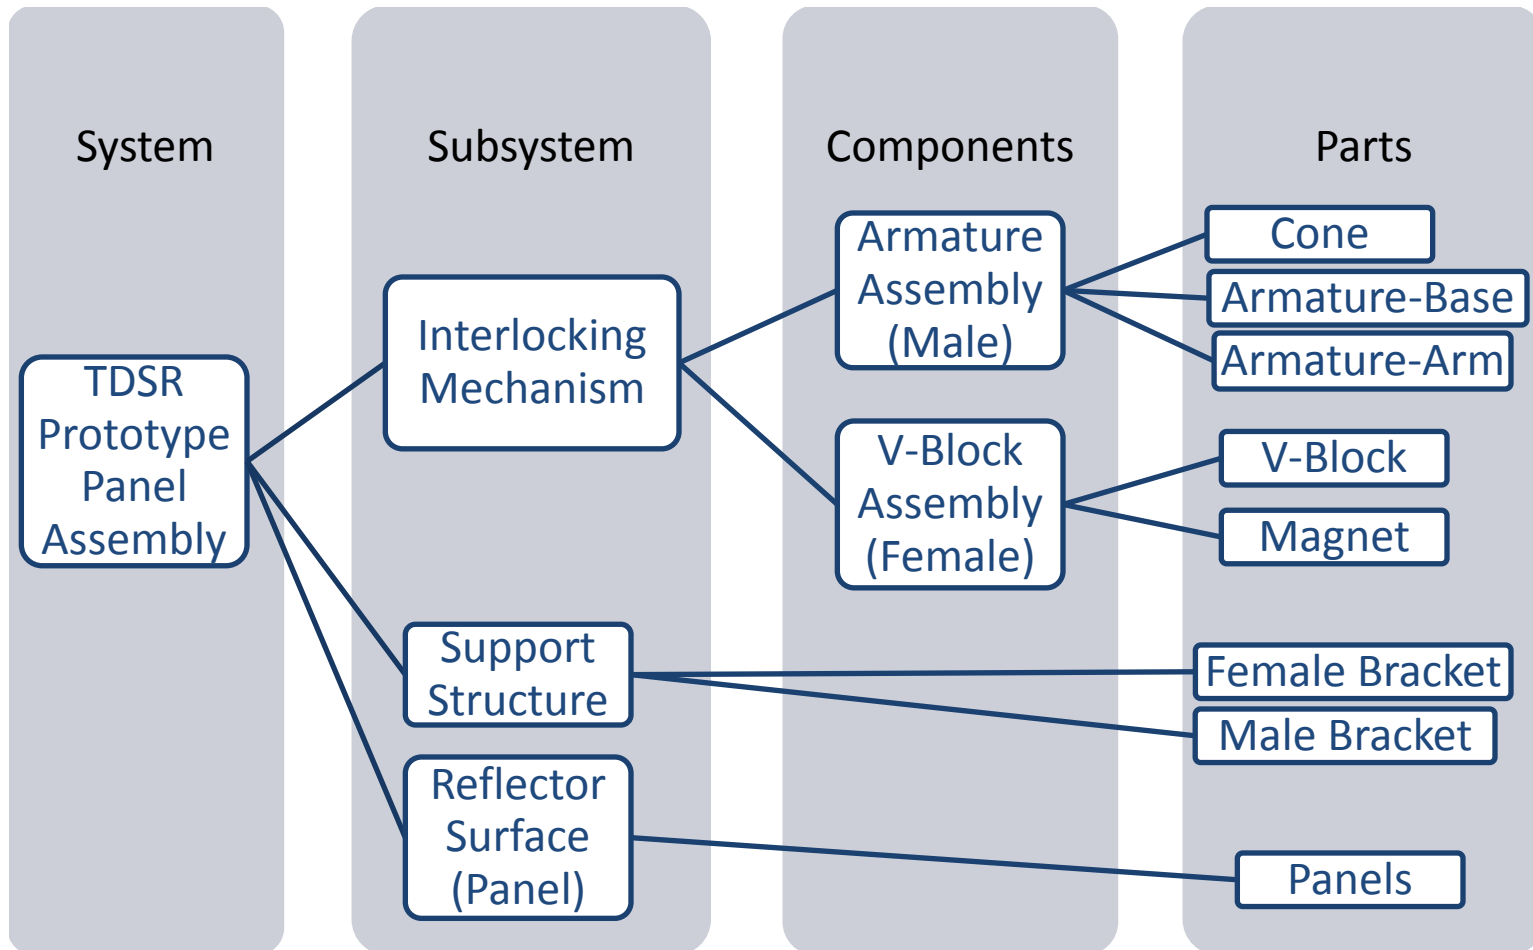 System
Subsystem
Components
Parts
TDSR
Prototype
Panel
Assembly
Interlocking
Mechanism
Support
Structure
Reflector
Surface
(Panel)
Armature
Assembly
(Male)
V-Block
Assembly
(Female)
Cone
Armature-Base
Armature-Arm
V-Block
Magnet
Female Bracket
Male Bracket
Panels